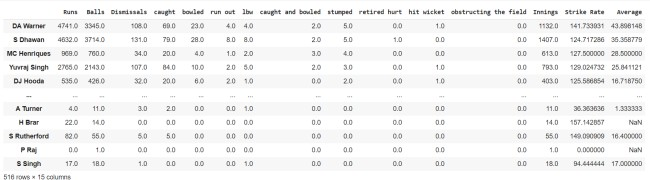 Runs Balls Dismissals caught bowled run out lbw caught and bowled stumped retired hurt hit wicket obstructing the field Innings Strike Rate Average
DA Warner 4741.0 3345.0 108.0 69.0 23.0 4.0 4.0 2.0 5.0 0.0 1.0 0.0 1132.0 141.733931 43.898148
S Dhawan 4632.0 3714.0 131.0 79.0 28.0 8.0 8.0 2.0 5.0 1.0 0.0 0.0 1407.0 124.717286 35.358779
MC Henriques 969.0 760.0 34.0 20.0 4.0 1.0 2.0 3.0 4.0 0.0 0.0 0.0 613.0 127.500000 28.500000
Yuvraj Singh 2765.0 2143.0 107.0 84.0 10.0 2.0 5.0 2.0 3.0 0.0 1.0 0.0 793.0 129.024732 25.841121
DJ Hooda 535.0 426.0 32.0 20.0 6.0 2.0 1.0 0.0 2.0 0.0 1.0 0.0 403.0 125.586854 16.718750
... ... ... ... ... ... ... ... ... ... ... ... ... ... ... ...
A Turner 4.0 11.0 3.0 2.0 0.0 0.0 1.0 0.0 0.0 0.0 0.0 0.0 11.0 36.363636 1.333333
H Brar 22.0 14.0 0.0 0.0 0.0 0.0 0.0 0.0 0.0 0.0 0.0 0.0 14.0 157.142857 NaN
S Rutherford 82.0 55.0 5.0 5.0 0.0 0.0 0.0 0.0 0.0 0.0 0.0 0.0 55.0 149.090909 16.400000
P Raj 0.0 1.0 0.0 0.0 0.0 0.0 0.0 0.0 0.0 0.0 0.0 0.0 1.0 0.000000 NaN
S Singh 17.0 18.0 1.0 0.0 0.0 0.0 1.0 0.0 0.0 0.0 0.0 0.0 18.0 94.444444 17.000000
516 rows × 15 columns